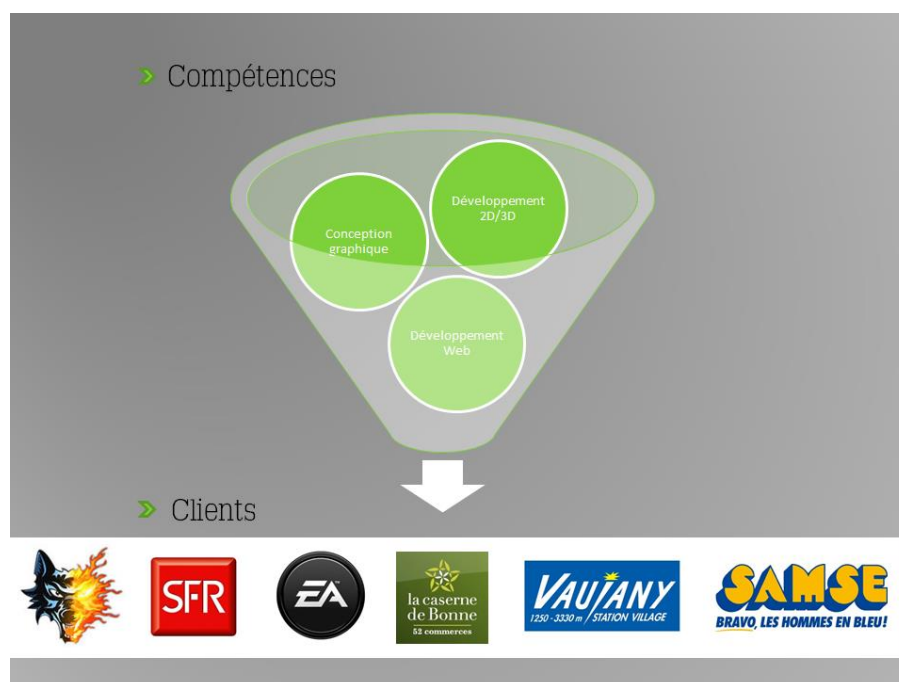 Compétences
Développement
2D/3D
Conception
graphique
Développement
Web
Clients
SFR
EA
la caserne
de Bonne
52 commerces
VAUJANY
1250 - 3330 m / STATION VILLAGE
SAMSE
BRAVO, LES HOMMES EN BLEU!